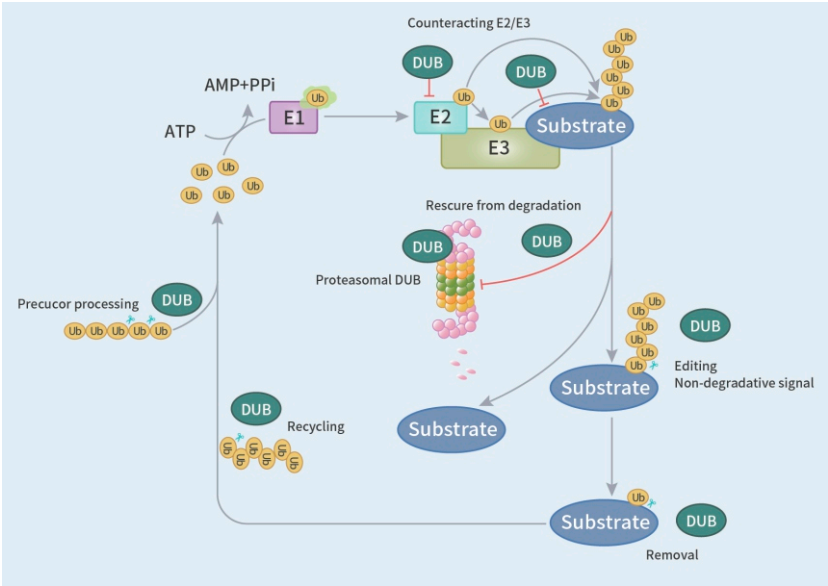 Counteracting E2/E3
Ub
Ub
Ub
Ub
Ub
Ub
DUB
DUB
AMP+PPi
Ub
Ub
E1
E2
Ub
Substrate
ATP
E3
Ub
Ub
Ub
Ub
Ub
Rescure from degradation
DUB
DUB
Proteasomal DUB
Precucor processing
DUB
Ub
Ub
Ub
Ub
Ub
Ub
Ub
Ub
Ub
Ub
DUB
Editing
Non-degradative signal
Substrate
DUB
Recycling
Substrate
Ub
Ub
Ub
Ub
Ub
Ub
Ub
Substrate
DUB
Removal